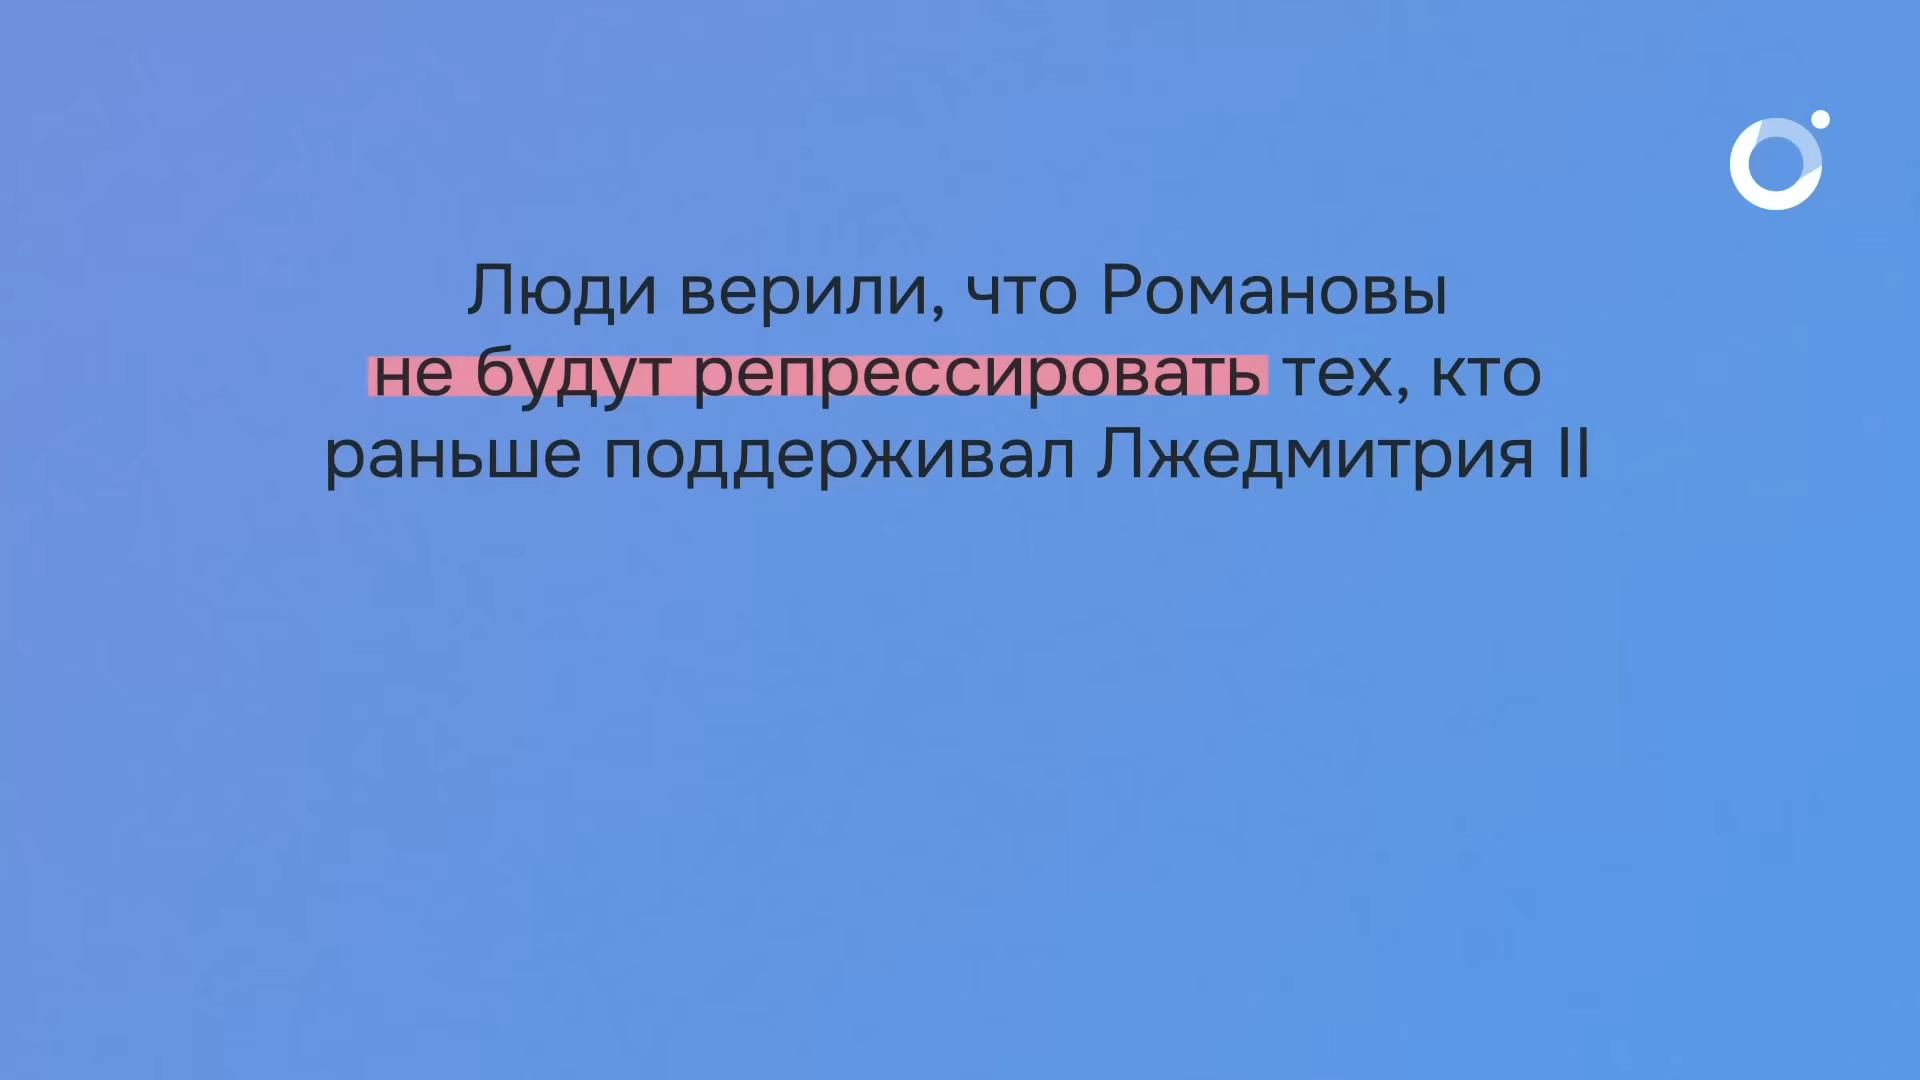 Люди верили, что Романовы
не будут репрессировать тех, кто
раньше поддерживал Лжедмитрия II